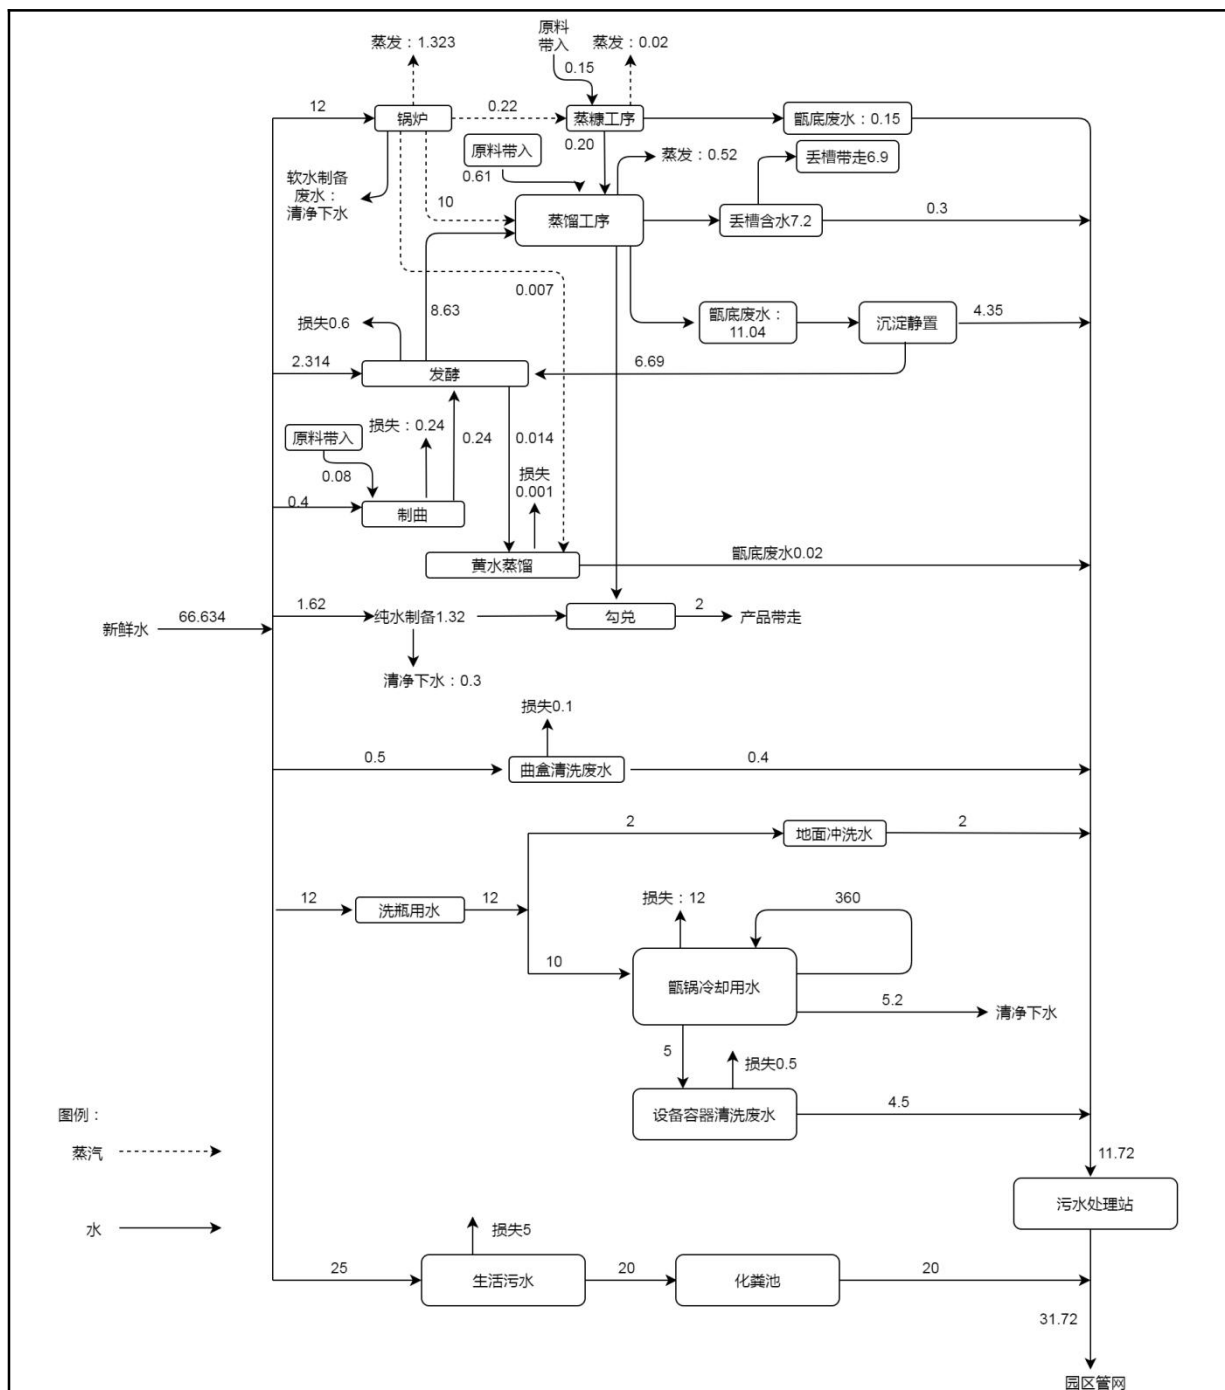 蒸发：1.323
原料
带入
蒸发：0.02
0.15
12
锅炉
0.22
蒸糠工序
甑底废水：0.15
0.20
原料带入
0.61
蒸发：0.52
丢槽带走6.9
软水制备
废水：
清净下水
10
蒸馏工序
丢槽含水7.2
0.3
0.007
8.63
损失0.6
甑底废水：
11.04
沉淀静置
4.35
2.314
发酵
6.69
原料带入
损失：0.24
0.24
0.014
0.08
损失
0.001
0.4
制曲
黄水蒸馏
甑底废水0.02
新鲜水
66.634
1.62
纯水制备1.32
勾兑
2
产品带走
清净下水：0.3
损失0.1
0.5
曲盒清洗废水
0.4
2
地面冲洗水
2
12
洗瓶用水
12
损失：12
360
10
甑锅冷却用水
5.2
清净下水
5
损失0.5
设备容器清洗废水
4.5
图例：
蒸汽
水
11.72
污水处理站
损失5
25
生活污水
20
化粪池
20
31.72
园区管网